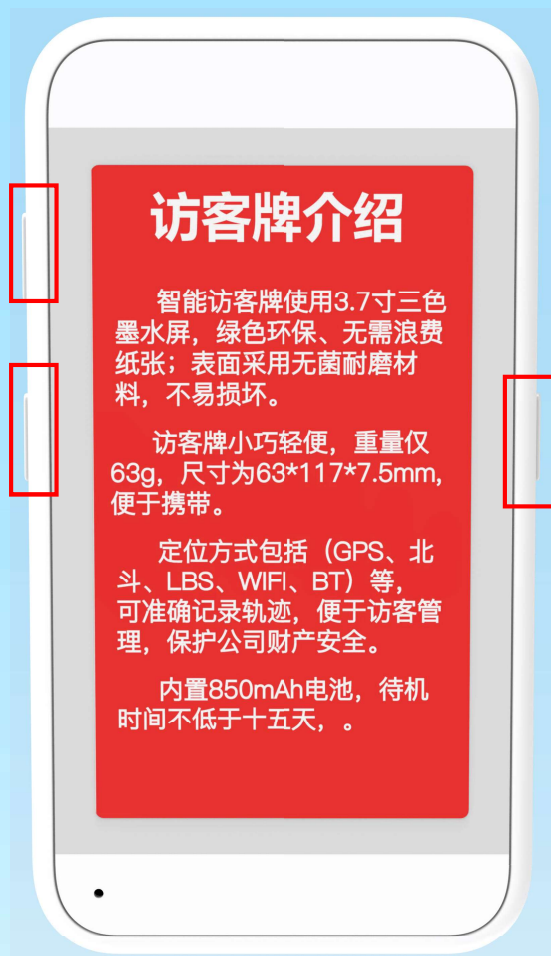 访客牌介绍
智能访客牌使用3.7寸三色
墨水屏，绿色环保、无需浪费
纸张；表面采用无菌耐磨材
料，不易损坏。
访客牌小巧轻便，重量仅
63g，尺寸为63*117*7.5mm,
便于携带。
定位方式包括（GPS、北
斗、LBS、WIFI、BT）等，
可准确记录轨迹，便于访客管
理，保护公司财产安全。
内置850mAh电池，待机
时间不低于十五天，。